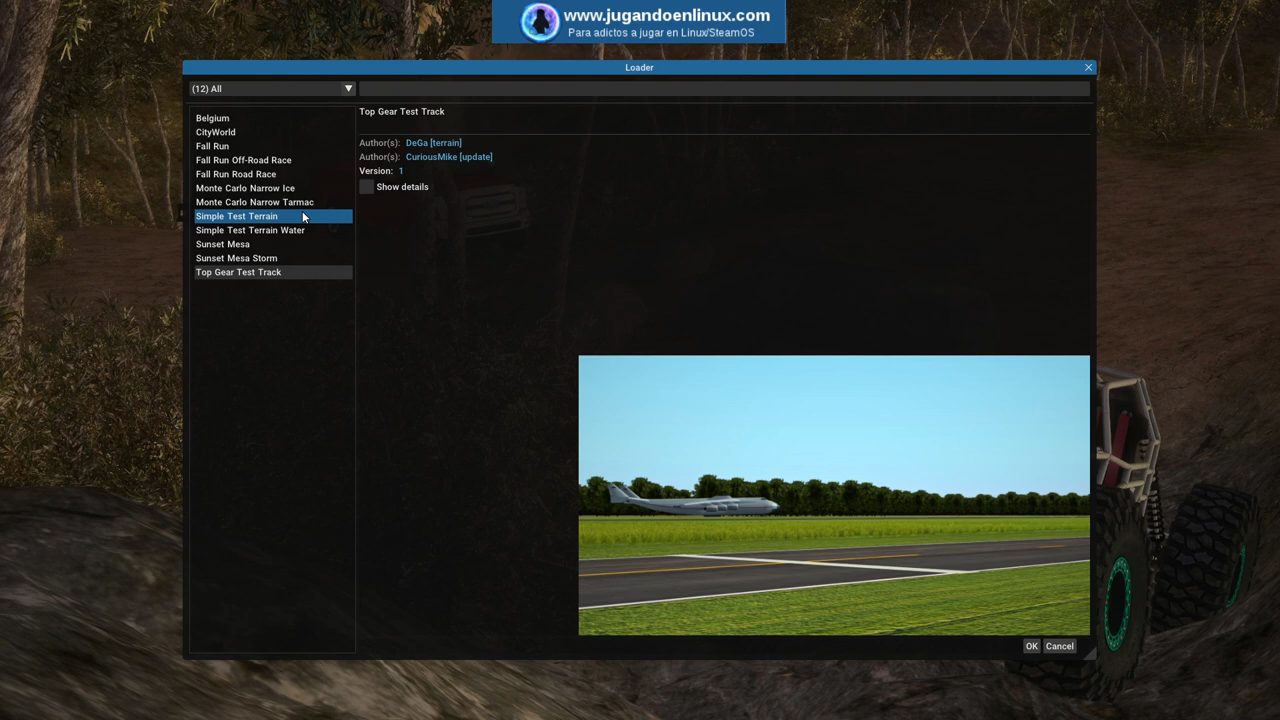 www.jugandoenlinux.com
Para adictos a jugar en Linux/SteamOS
Loader
(12) All
Belgium
CityWorld
Fall Run
Fall Run Off-Road Race
Fall Run Road Race
Monte Carlo Narrow Ice
Monte Carlo Narrow Tarmac
Simple Test Terrain
Simple Test Terrain Water
Sunset Mesa
Sunset Mesa Storm
Top Gear Test Track
Top Gear Test Track
Author(s): DeGa [terrain]
Author(s): CuriousMike [update]
Version: 1
Show details
OK Cancel